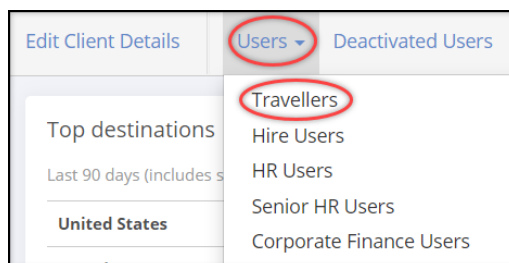 Edit Client Details Users Deactivated Users
Travellers
Top destinations
Hire Users
Last 90 days (includes
HR Users
Senior HR Users
United States
Corporate Finance Users